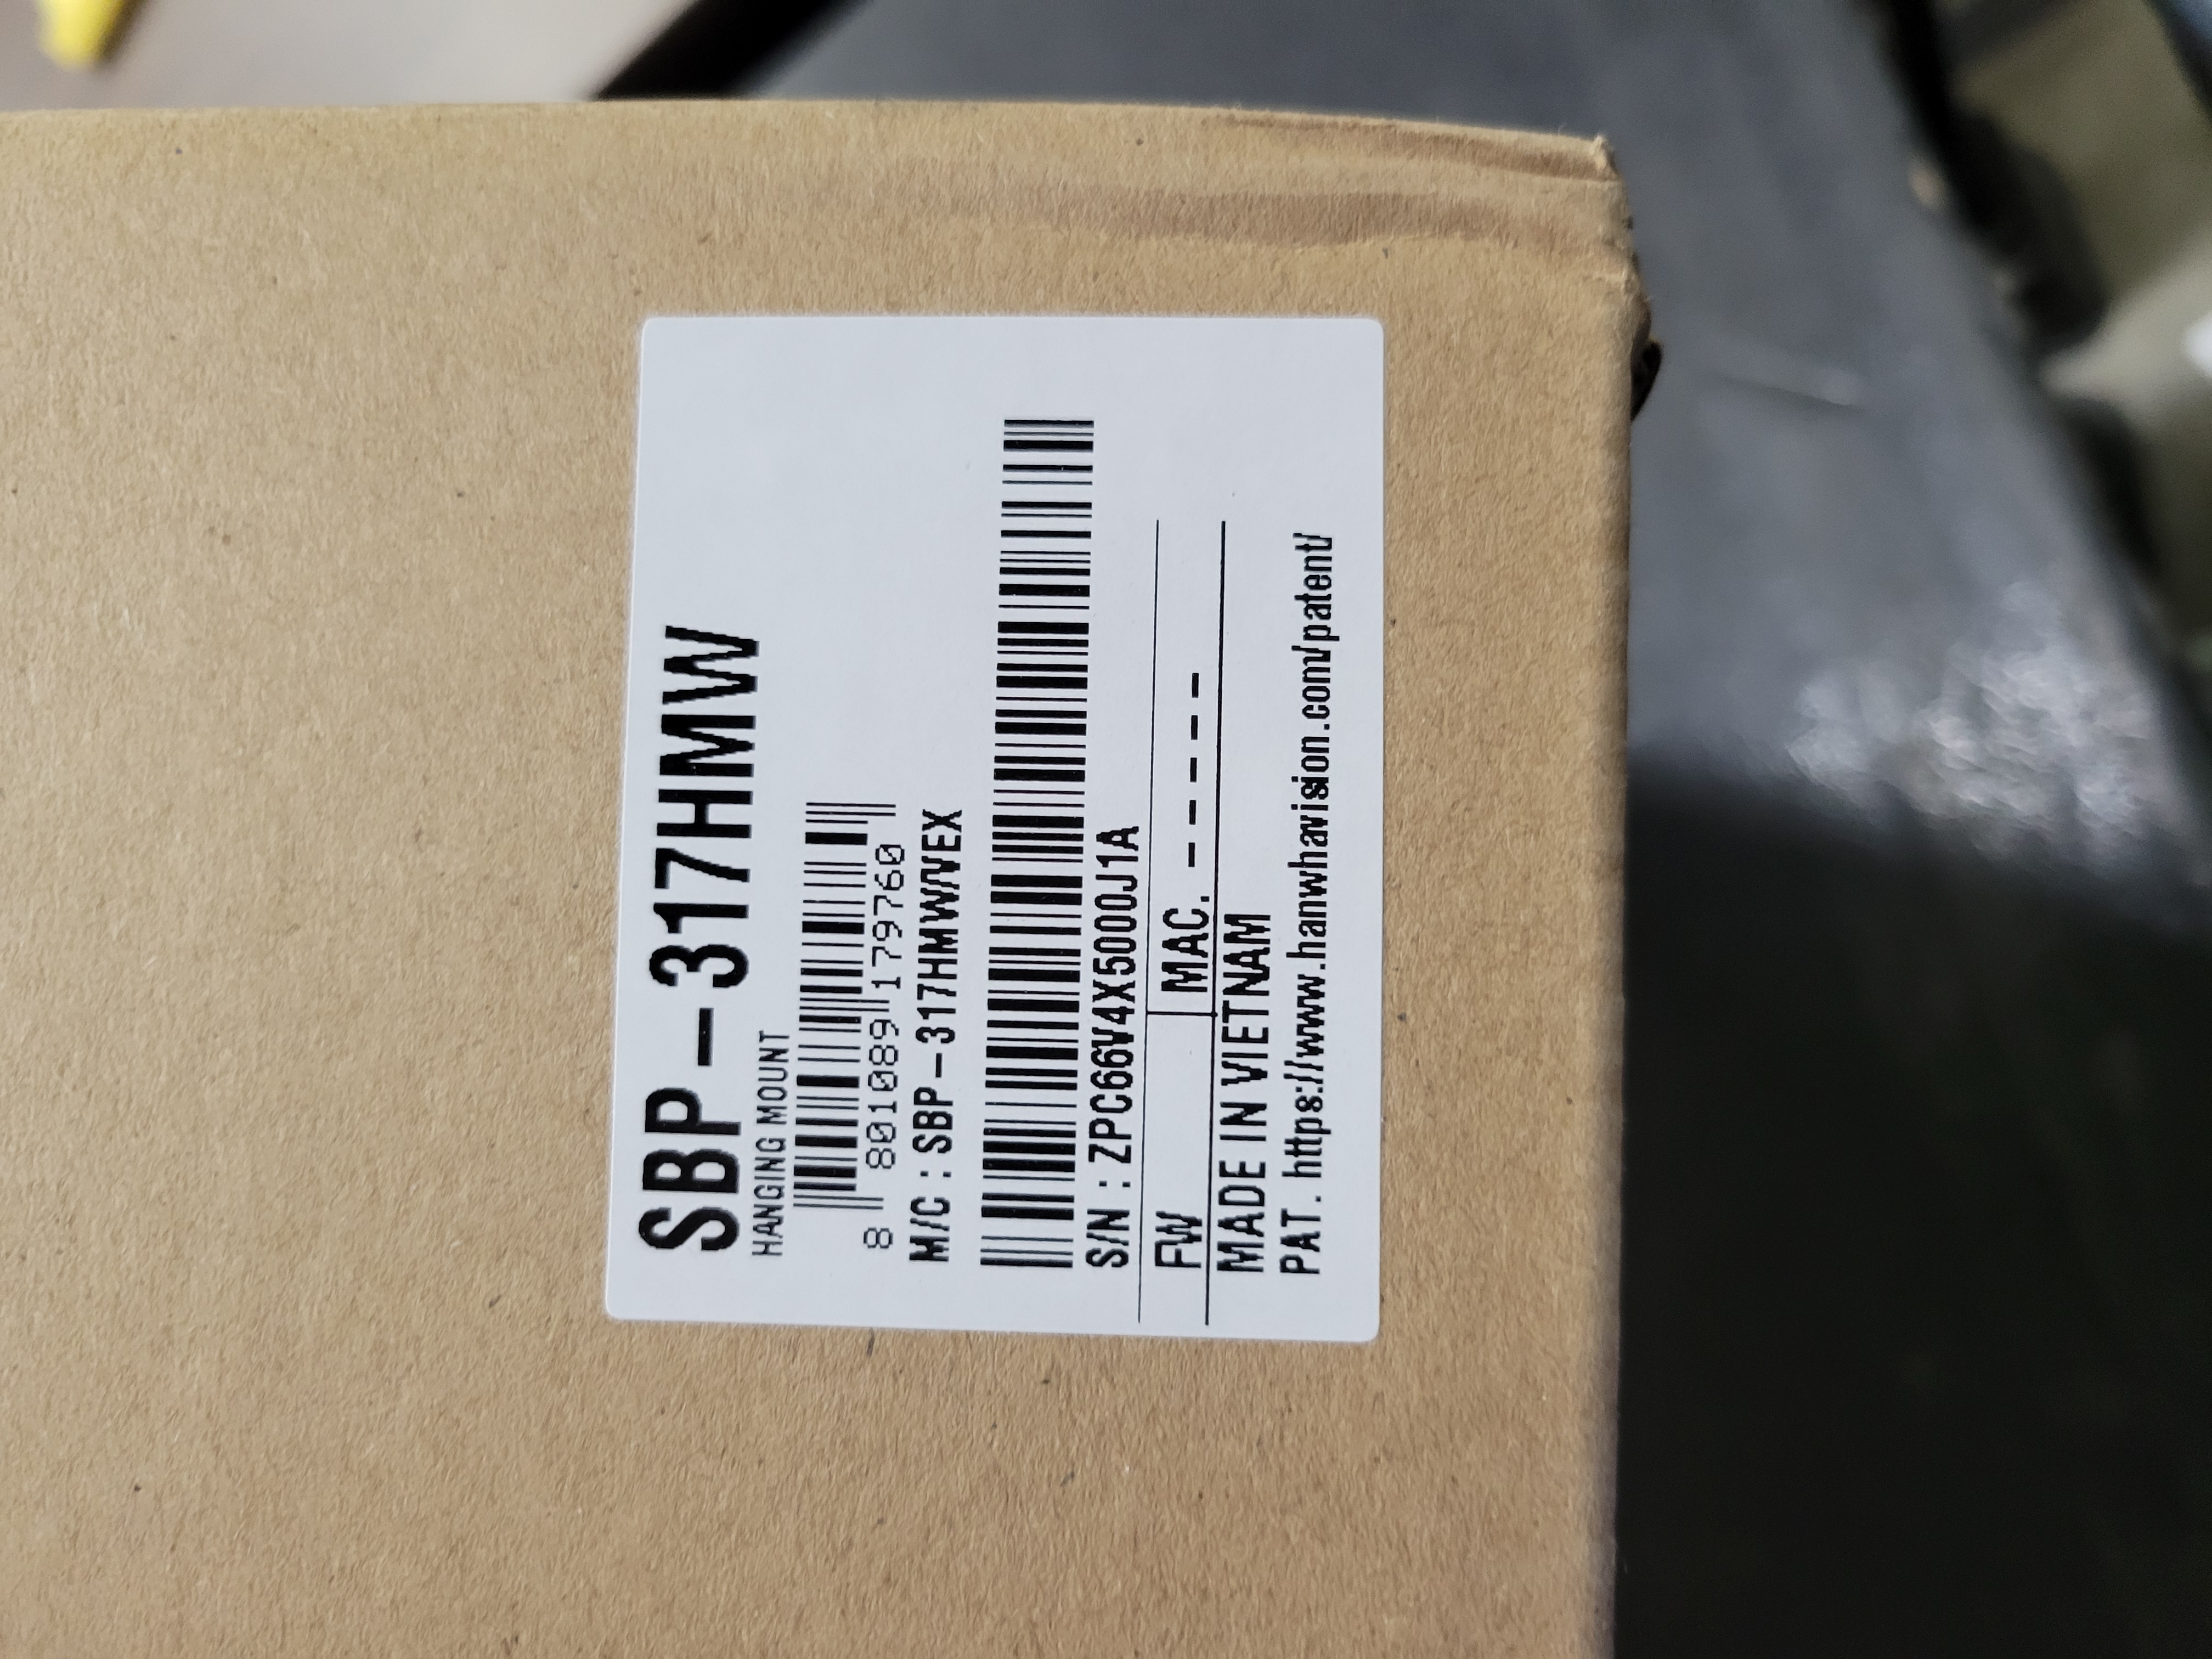 SBP-317HMW
HANGING MOUNT
8 801089 179760
M/C : SBP-317HMW/VEX
S/N : ZPC66V4X5000J1A
FW MAC. - - - - - -
MADE IN VIETNAM
PAT. https://www.hanwhavision.com/patent/